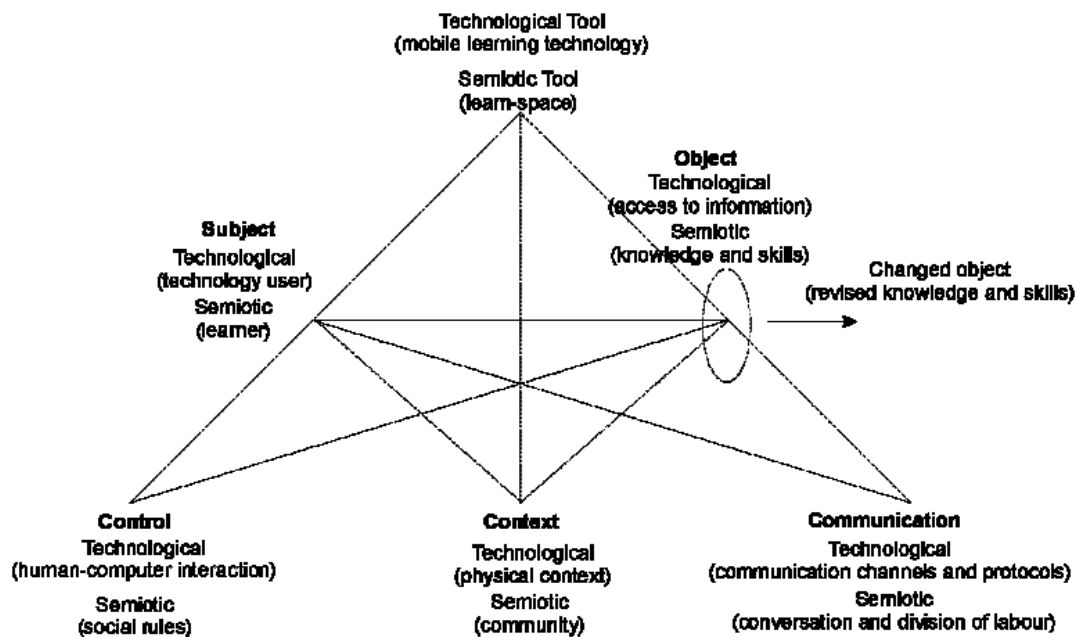 Technological Tool
(mobile learning technology)
Semiotic Tool
(learn-space)
Object
Technological
(access to information)
Semiotic
(knowledge and skills)
Subject
Technological
(technology user)
Semiotic
(learner)
Changed object
(revised knowledge and skills)
Control
Technological
(human-computer interaction)
Semiotic
(social rules)
Context
Technological
(physical context)
Semiotic
(community)
Communication
Technological
(communication channels and protocols)
Semiotic
(conversation and division of labour)